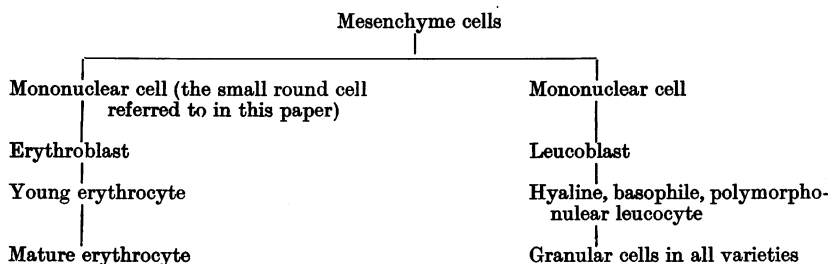 Mesenchyme cells
Mononuclear cell (the small round cell
referred to in this paper)
Mononuclear cell
Erythroblast
Leucoblast
Young erythrocyte
Hyaline, basophile, polymorpho-
nulear leucocyte
Mature erythrocyte
Granular cells in all varieties